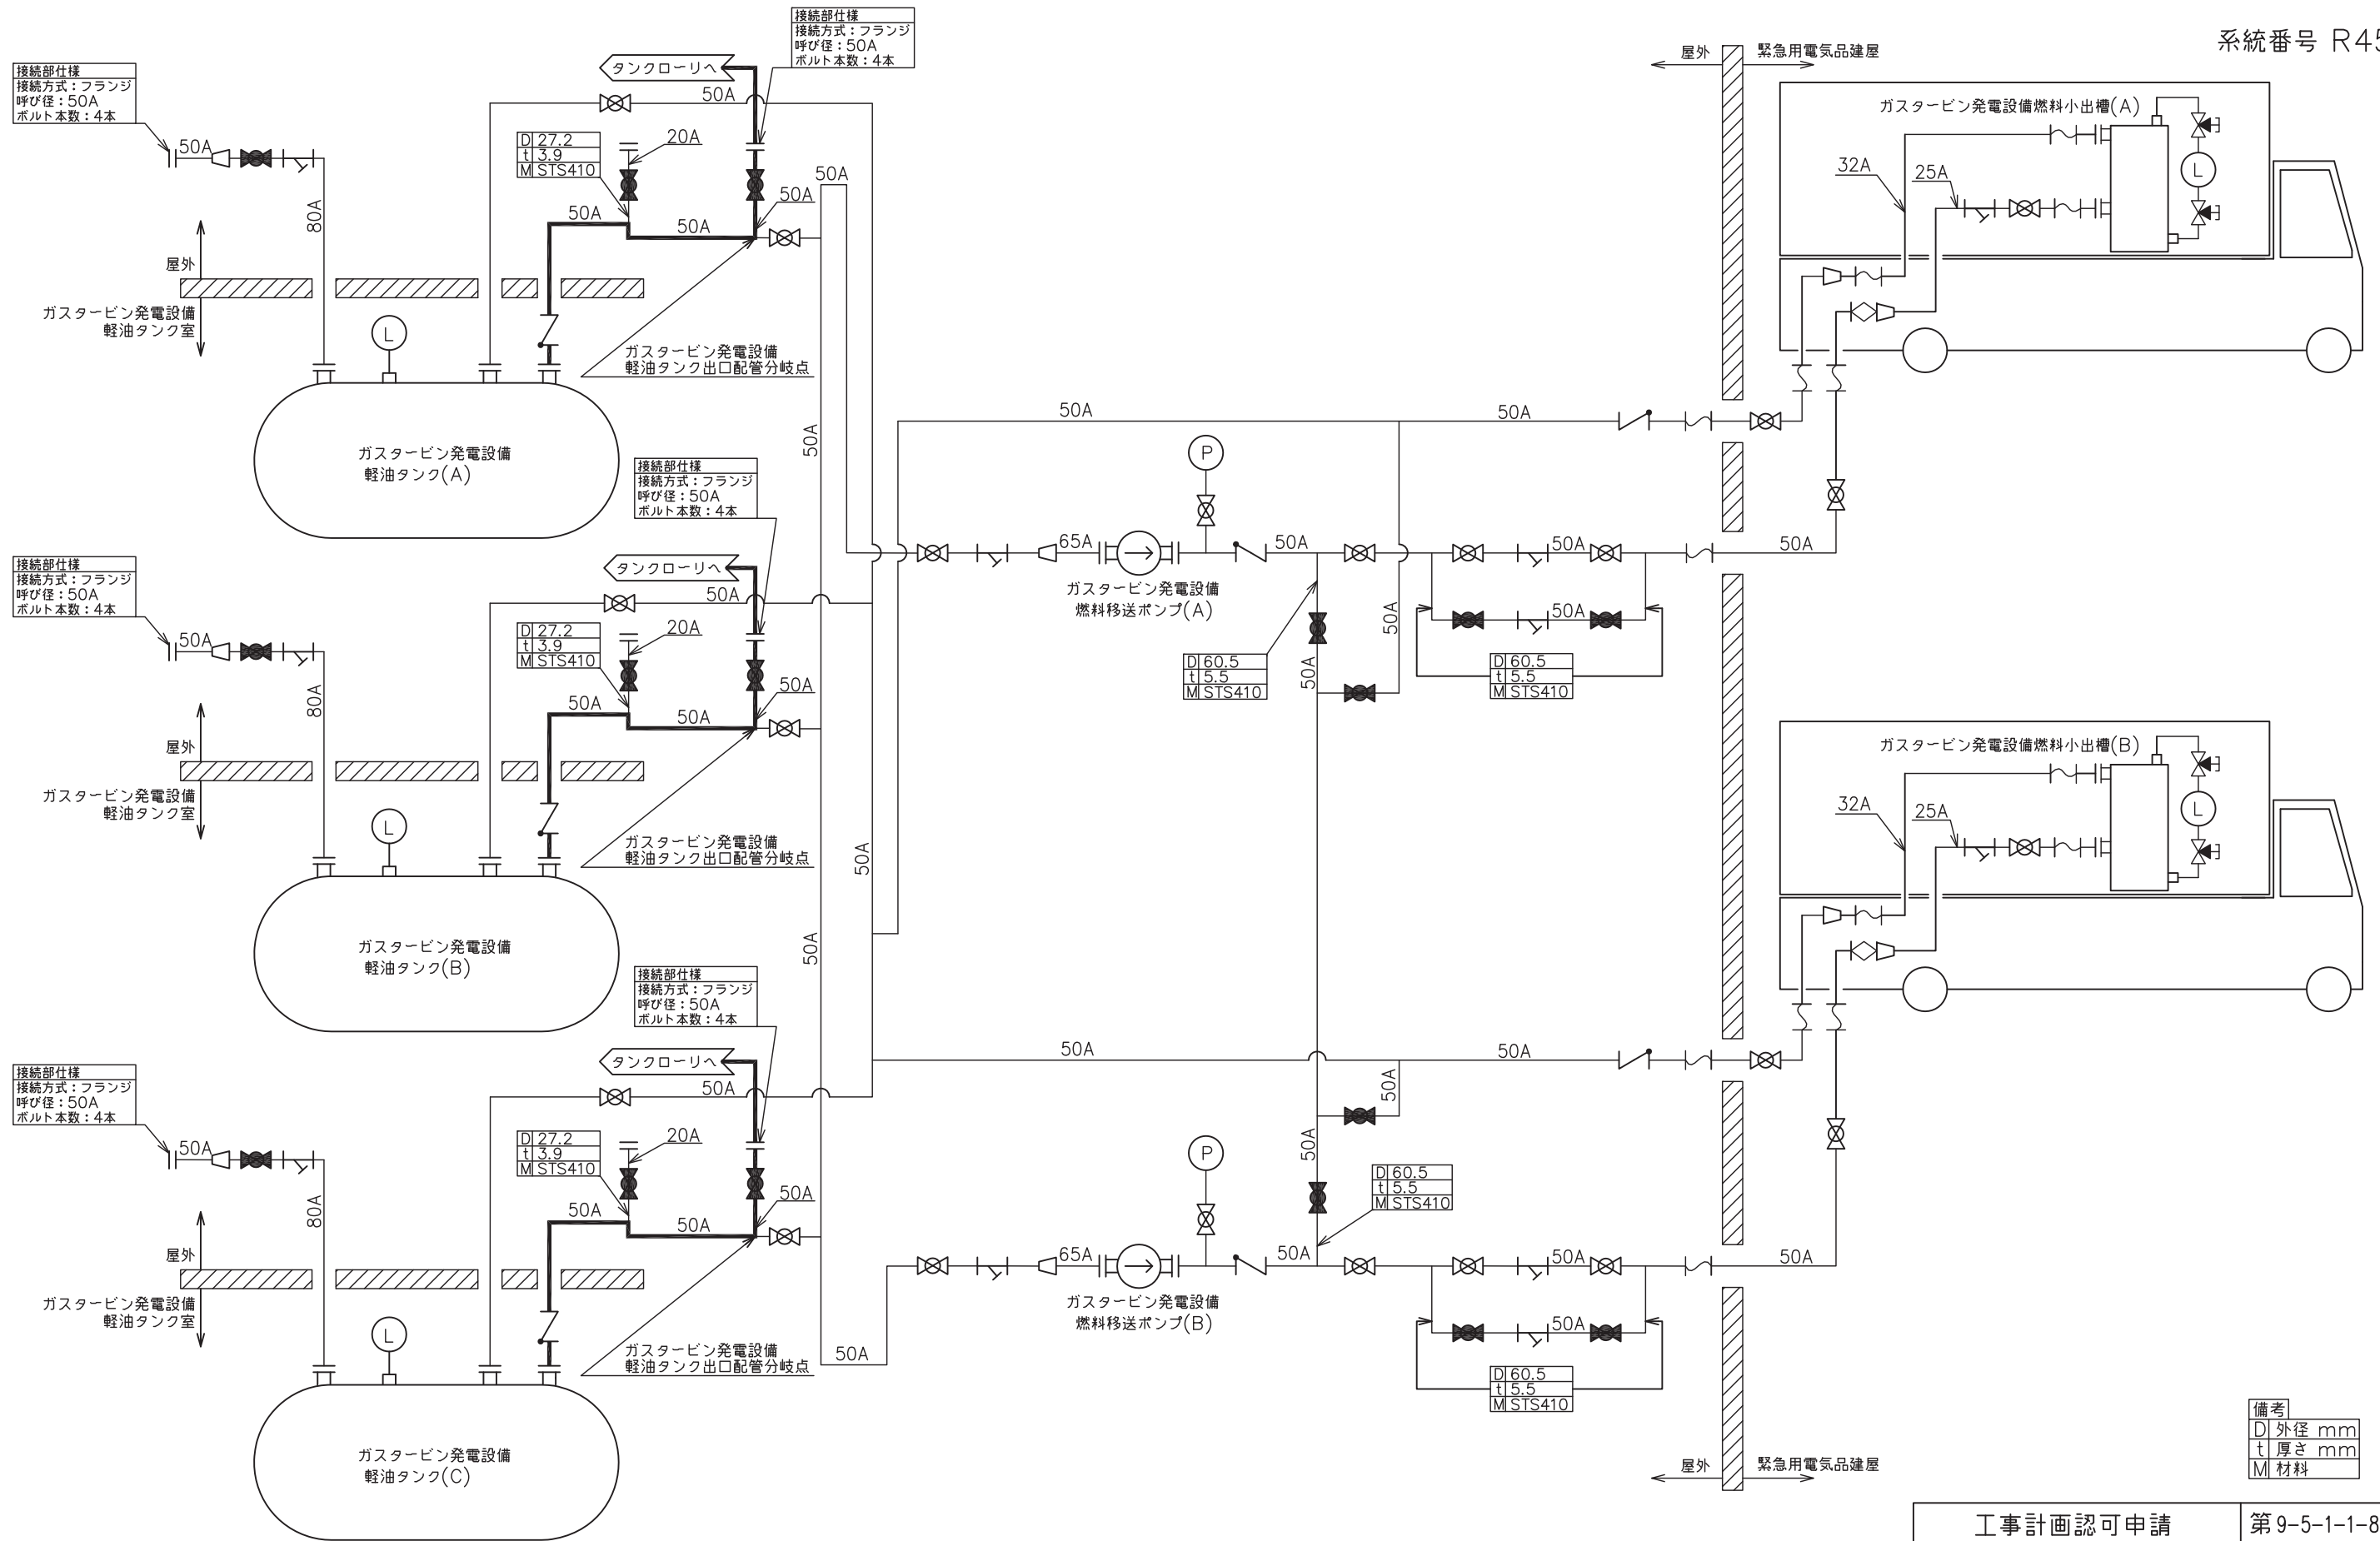 系統番号 R45
接続部仕様
接続方式：フランジ
呼び径：50A
ボルト本数：4本
屋外
緊急用電気品建屋
接続部仕様
接続方式：フランジ
呼び径：50A
ボルト本数：4本
タンクローリへ
50A
ガスタービン発電設備燃料小出槽(A)
50A
D 27.2
t 3.9
M STS410
20A
32A
25A
L
50A
50A
80A
50A
50A
屋外
ガスタービン発電設備
軽油タンク室
L
ガスタービン発電設備
軽油タンク出口配管分岐点
50A
50A
50A
ガスタービン発電設備
軽油タンク(A)
P
接続部仕様
接続方式：フランジ
呼び径：50A
ボルト本数：4本
65A
50A
50A
50A
ガスタービン発電設備
燃料移送ポンプ(A)
接続部仕様
接続方式：フランジ
呼び径：50A
ボルト本数：4本
タンクローリへ
50A
50A
50A
D 27.2
t 3.9
M STS410
20A
50A
80A
50A
50A
50A
50A
D 60.5
t 5.5
M STS410
D 60.5
t 5.5
M STS410
屋外
ガスタービン発電設備
軽油タンク室
L
ガスタービン発電設備
軽油タンク出口配管分岐点
50A
ガスタービン発電設備燃料小出槽(B)
32A
25A
L
ガスタービン発電設備
軽油タンク(B)
50A
接続部仕様
接続方式：フランジ
呼び径：50A
ボルト本数：4本
接続部仕様
接続方式：フランジ
呼び径：50A
ボルト本数：4本
タンクローリへ
50A
50A
50A
50A
50A
D 27.2
t 3.9
M STS410
20A
50A
P
80A
50A
50A
50A
D 60.5
t 5.5
M STS410
屋外
ガスタービン発電設備
軽油タンク室
L
65A
50A
50A
50A
ガスタービン発電設備
燃料移送ポンプ(B)
50A
ガスタービン発電設備
軽油タンク出口配管分岐点
50A
D 60.5
t 5.5
M STS410
ガスタービン発電設備
軽油タンク(C)
屋外
緊急用電気品建屋
備考
D 外径 mm
t 厚さ mm
M 材料
工事計画認可申請
第9-5-1-1-8